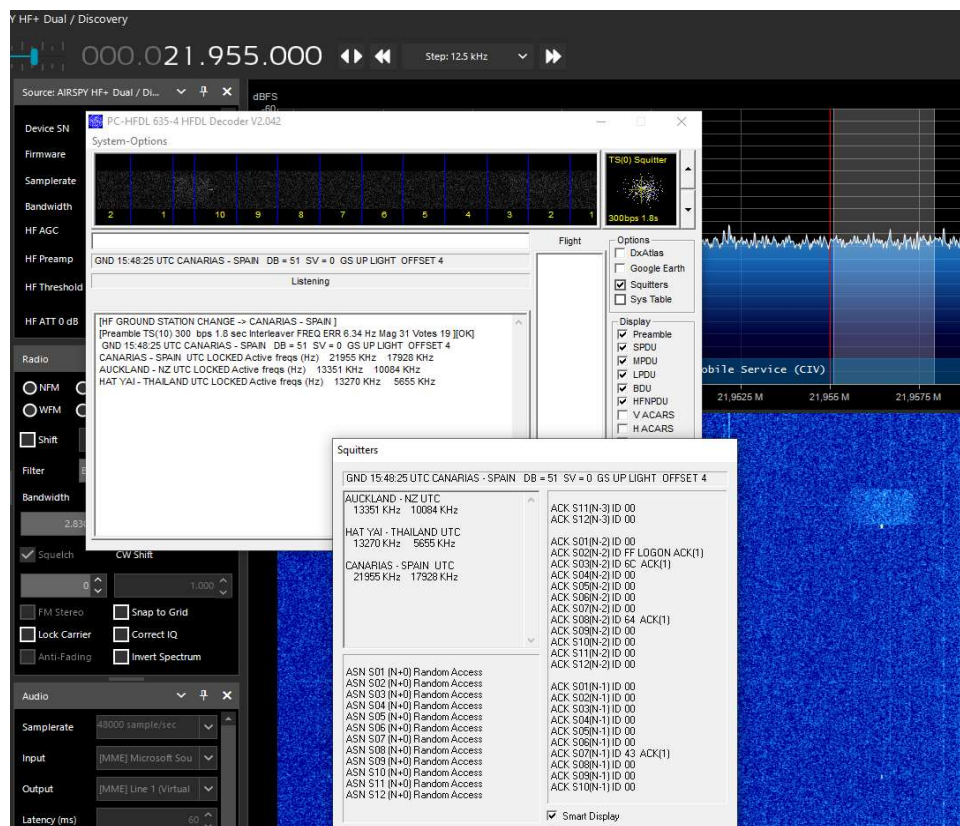 Y HF+ Dual / Discovery
000.021.955.000
Step: 12.5 kHz
Source: AIRSPY HF+ Dual / Di...
Device SN
Firmware
Samplerate
Bandwidth
HF AGC
HF Preamp
HF Threshold
HF ATT 0 dB
dBFS
-60
PC-HFDL 635-4 HFDL Decoder V2.042
System-Options
2 1 10 9 8 7 6 5 4 3 2 1
TS(0) Squitter
300bps 1.8s
GND 15:48:25 UTC CANARIAS - SPAIN DB = 51 SV = 0 GS UP LIGHT OFFSET 4
Listening
Flight
Options
DxAtlas
Google Earth
Squitters
Sys Table
Display
Preamble
SPDU
MPDU
LPDU
BDU
HFNPDU
V ACARS
H ACARS
[HF GROUND STATION CHANGE -> CANARIAS - SPAIN ]
[Preamble TS(10) 300 bps 1.8 sec Interleaver FREQ ERR 6.34 Hz Mag 31 Votes 19 ][OK]
GND 15:48:25 UTC CANARIAS - SPAIN DB = 51 SV = 0 GS UP LIGHT OFFSET 4
CANARIAS - SPAIN UTC LOCKED Active freqs (Hz) 21955 KHz 17928 KHz
AUCKLAND - NZ UTC LOCKED Active freqs (Hz) 13351 KHz 10084 KHz
HAT YAI - THAILAND UTC LOCKED Active freqs (Hz) 13270 KHz 5655 KHz
obile Service (CIV)
21,9525 M 21,955 M 21,9575 M
Radio
NFM
WFM
Shift
Filter
Bandwidth
2.83
Squelch
CW Shift
0
1.000
FM Stereo
Snap to Grid
Lock Carrier
Correct IQ
Anti-Fading
Invert Spectrum
Audio
Samplerate
48000 sample/sec
Input
[MME] Microsoft Sou
Output
[MME] Line 1 (Virtual
Latency (ms)
60
Squitters
GND 15:48:25 UTC CANARIAS - SPAIN DB = 51 SV = 0 GS UP LIGHT OFFSET 4
AUCKLAND - NZ UTC
13351 KHz 10084 KHz
HAT YAI - THAILAND UTC
13270 KHz 5655 KHz
CANARIAS - SPAIN UTC
21955 KHz 17928 KHz
ASN S01 (N+0) Random Access
ASN S02 (N+0) Random Access
ASN S03 (N+0) Random Access
ASN S04 (N+0) Random Access
ASN S05 (N+0) Random Access
ASN S06 (N+0) Random Access
ASN S07 (N+0) Random Access
ASN S08 (N+0) Random Access
ASN S09 (N+0) Random Access
ASN S10 (N+0) Random Access
ASN S11 (N+0) Random Access
ASN S12 (N+0) Random Access
ACK S11(N-3) ID 00
ACK S12(N-3) ID 00
ACK S01(N-2) ID 00
ACK S02(N-2) ID FF LOGON ACK(1)
ACK S03(N-2) ID 6C ACK(1)
ACK S04(N-2) ID 00
ACK S05(N-2) ID 00
ACK S06(N-2) ID 00
ACK S07(N-2) ID 00
ACK S08(N-2) ID 64 ACK(1)
ACK S09(N-2) ID 00
ACK S10(N-2) ID 00
ACK S11(N-2) ID 00
ACK S12(N-2) ID 00
ACK S01(N-1) ID 00
ACK S02(N-1) ID 00
ACK S03(N-1) ID 00
ACK S04(N-1) ID 00
ACK S05(N-1) ID 00
ACK S06(N-1) ID 00
ACK S07(N-1) ID 43 ACK(1)
ACK S08(N-1) ID 00
ACK S09(N-1) ID 00
ACK S10(N-1) ID 00
Smart Display